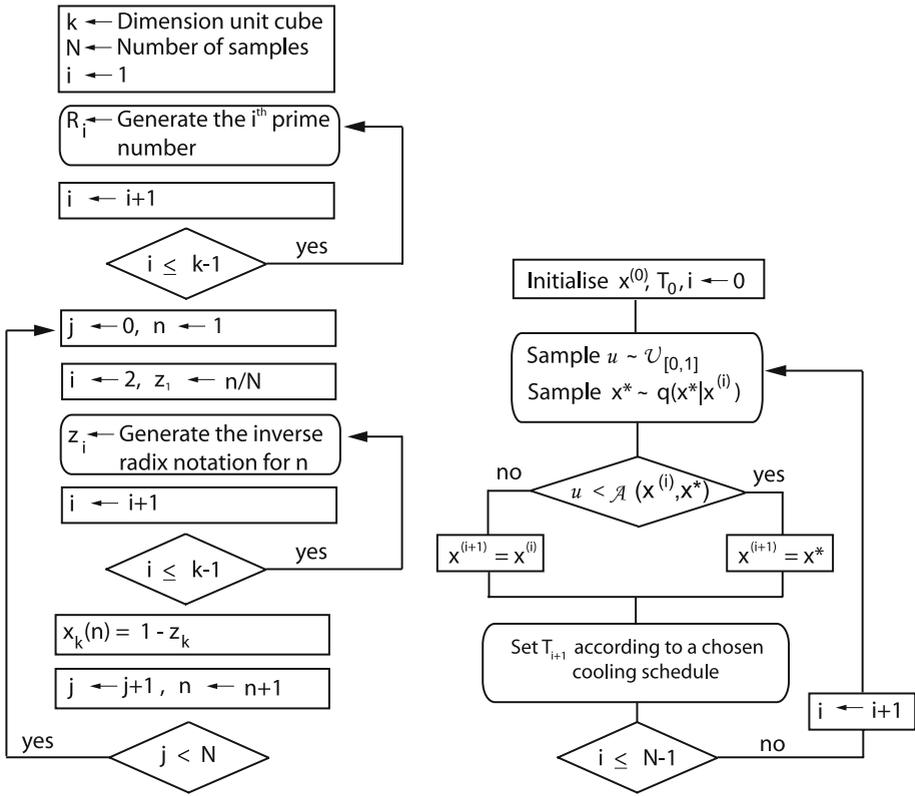 k ← Dimension unit cube
N ← Number of samples
i ← 1
R_i ← Generate the i^th prime
number
i ← i+1
i ≤ k-1
yes
j ← 0, n ← 1
i ← 2, z_1 ← n/N
z_i ← Generate the inverse
radix notation for n
i ← i+1
i ≤ k-1
yes
x_k(n) = 1 - z_k
j ← j+1, n ← n+1
j < N
yes
Initialise x^(0), T_0, i ← 0
Sample u ~ 𝒰_[0,1]
Sample x* ~ q(x*|x^(i))
u < 𝒜 (x^(i),x*)
no
yes
x^(i+1) = x^(i)
x^(i+1) = x*
Set T_i+1 according to a chosen
cooling schedule
i ← i+1
i ≤ N-1
no